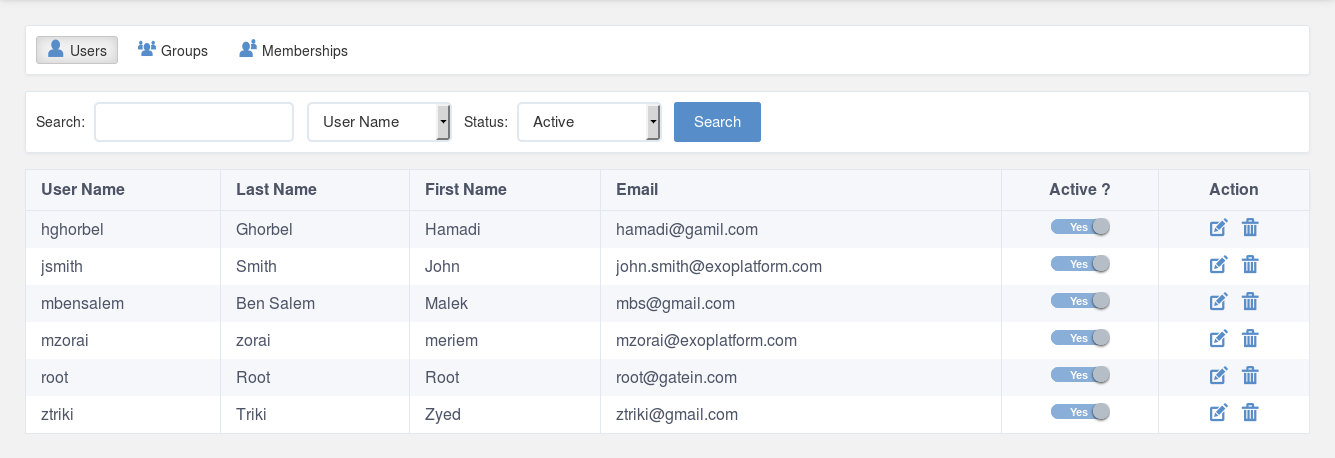 Users Groups Memberships
Search: User Name Status: Active Search
User Name Last Name First Name Email Active ? Action
hghorbel Ghorbel Hamadi hamadi@gamil.com Yes
jsmith Smith John john.smith@exoplatform.com Yes
mbensalem Ben Salem Malek mbs@gmail.com Yes
mzorai zorai meriem mzorai@exoplatform.com Yes
root Root Root root@gatein.com Yes
ztriki Triki Zyed ztriki@gmail.com Yes